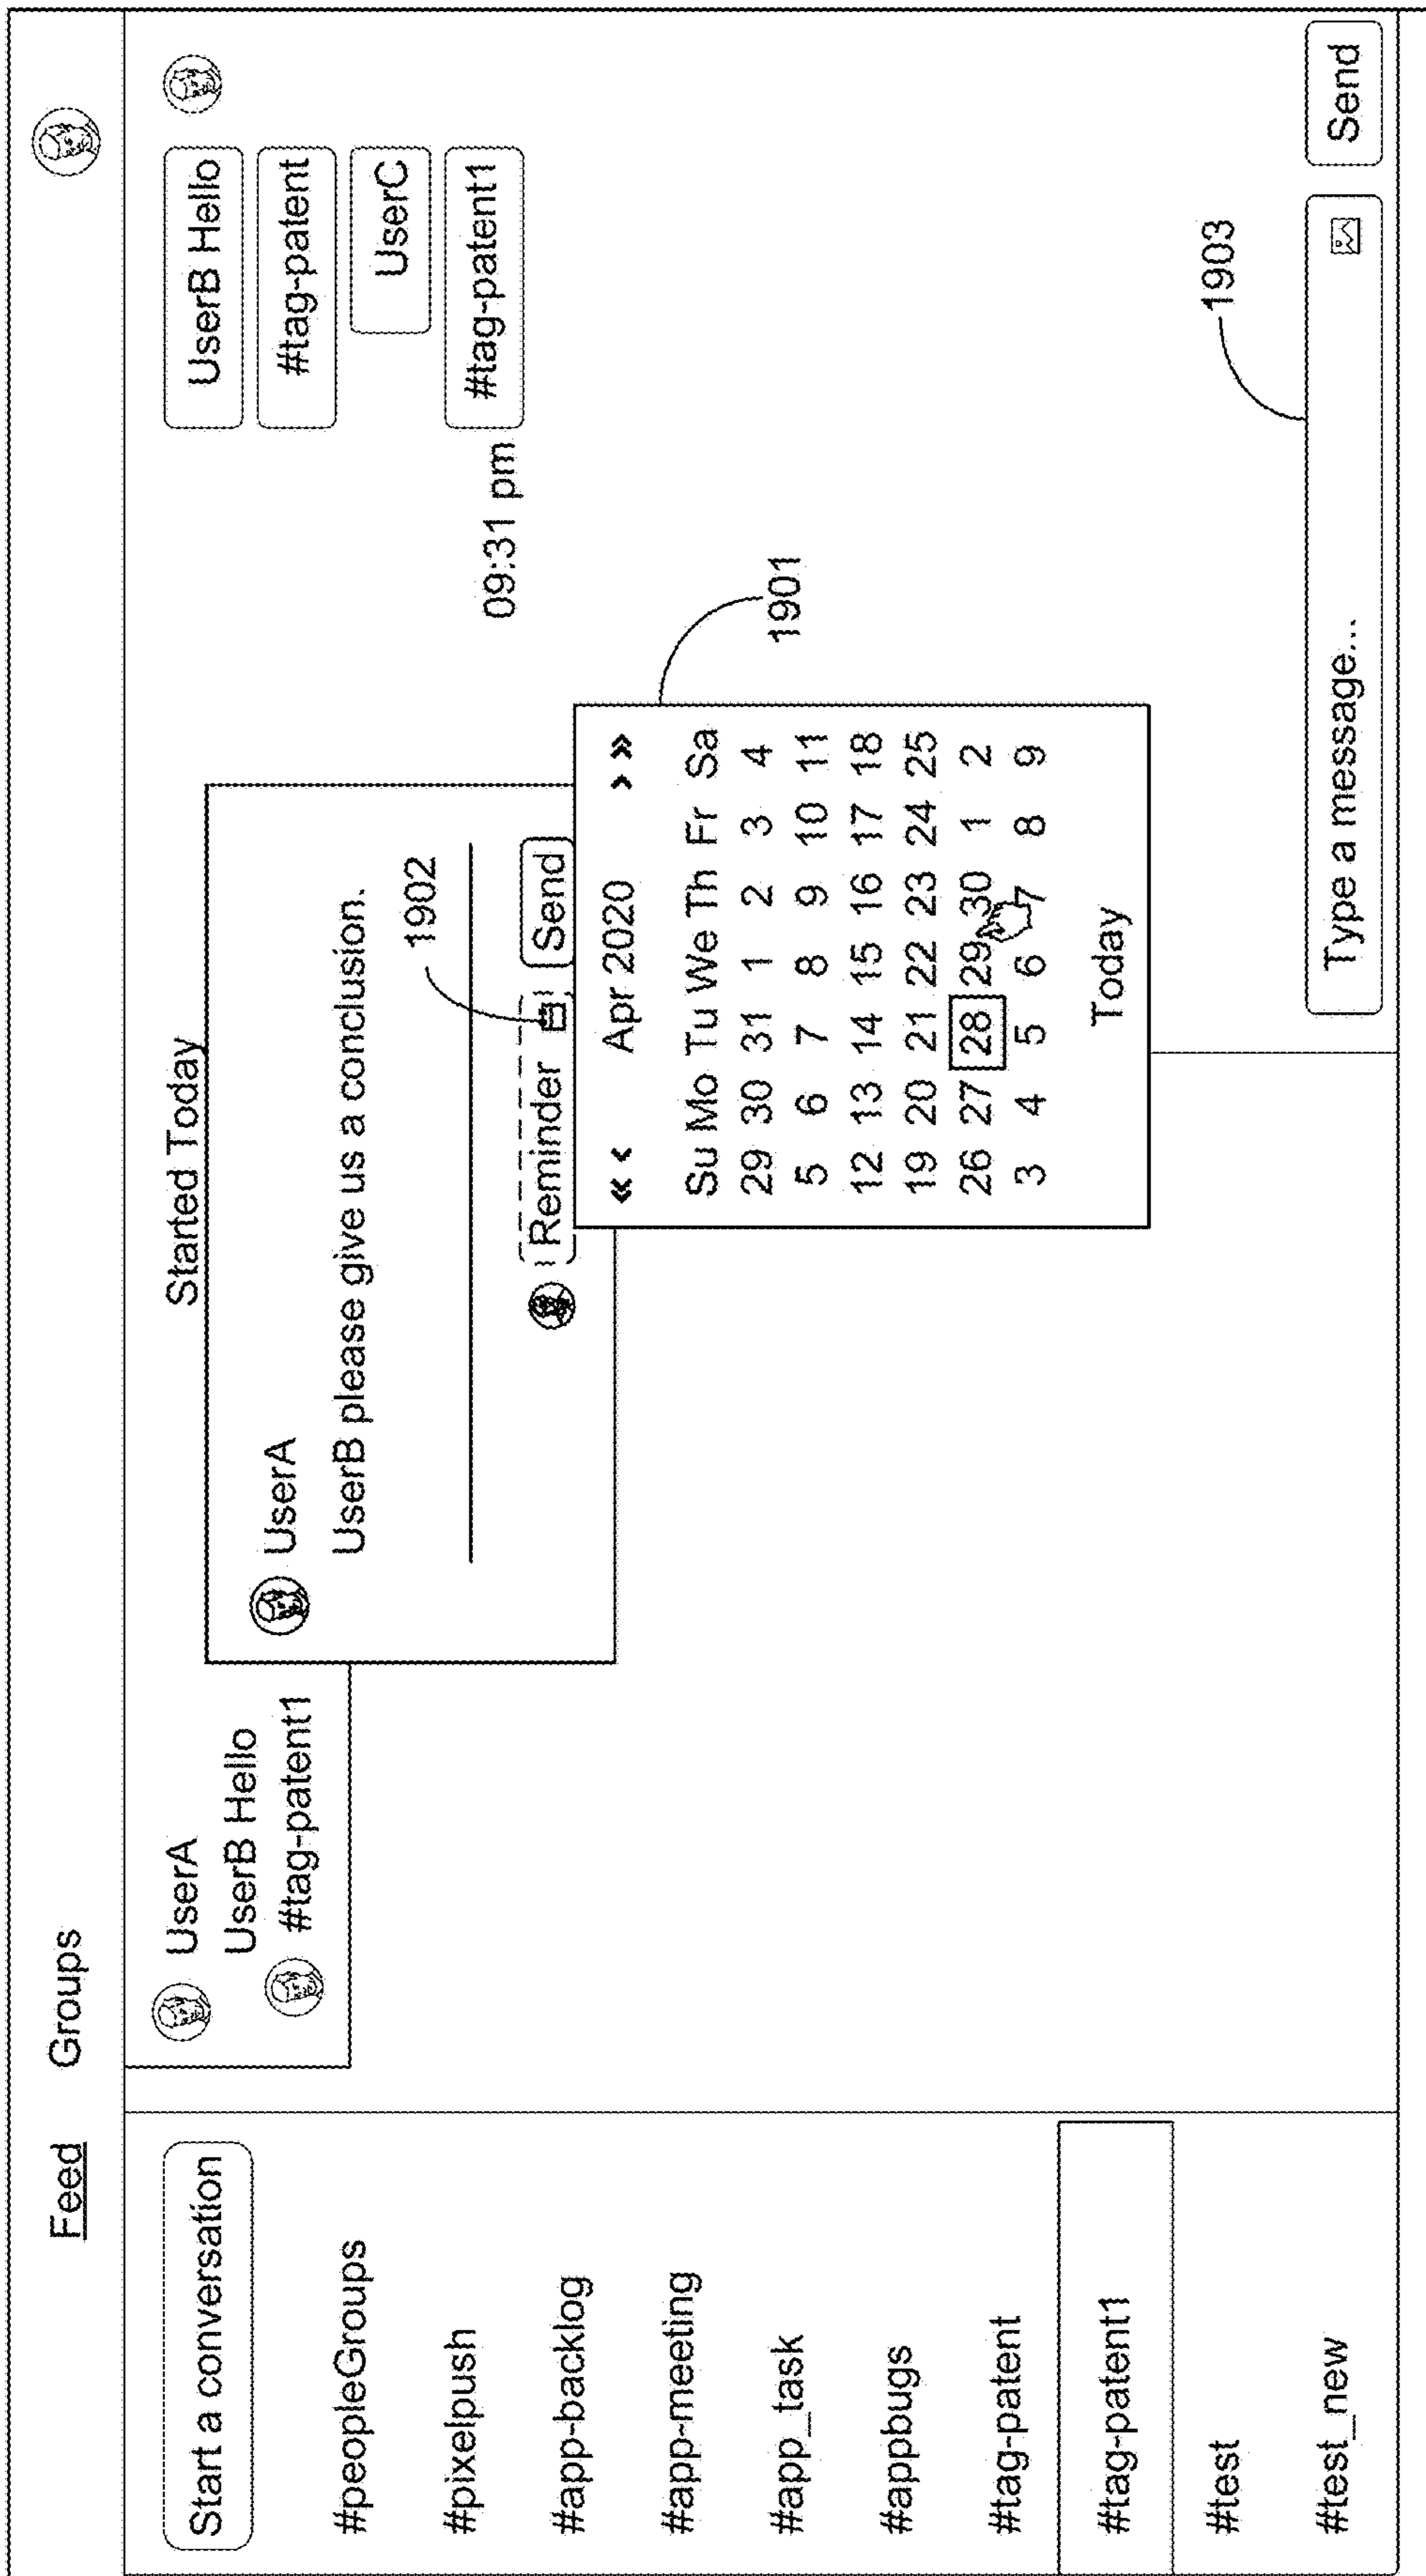 Feed Groups
Start a conversation
#peopleGroups
#pixelpush
#app-backlog
#app-meeting
#app_task
#appbugs
#tag-patent
#tag-patent1
#test
#test_new
UserA
UserB Hello
#tag-patent1
Started Today
UserA
UserB please give us a conclusion.
1902
Reminder Send
« ‹ Apr 2020 › »
Su Mo Tu We Th Fr Sa
29 30 31 1 2 3 4
5 6 7 8 9 10 11
12 13 14 15 16 17 18
19 20 21 22 23 24 25
26 27 28 29 30 1 2
3 4 5 6 7 8 9
Today
1901
UserB Hello
#tag-patent
UserC
#tag-patent1
09:31 pm
1903
Type a message...
Send